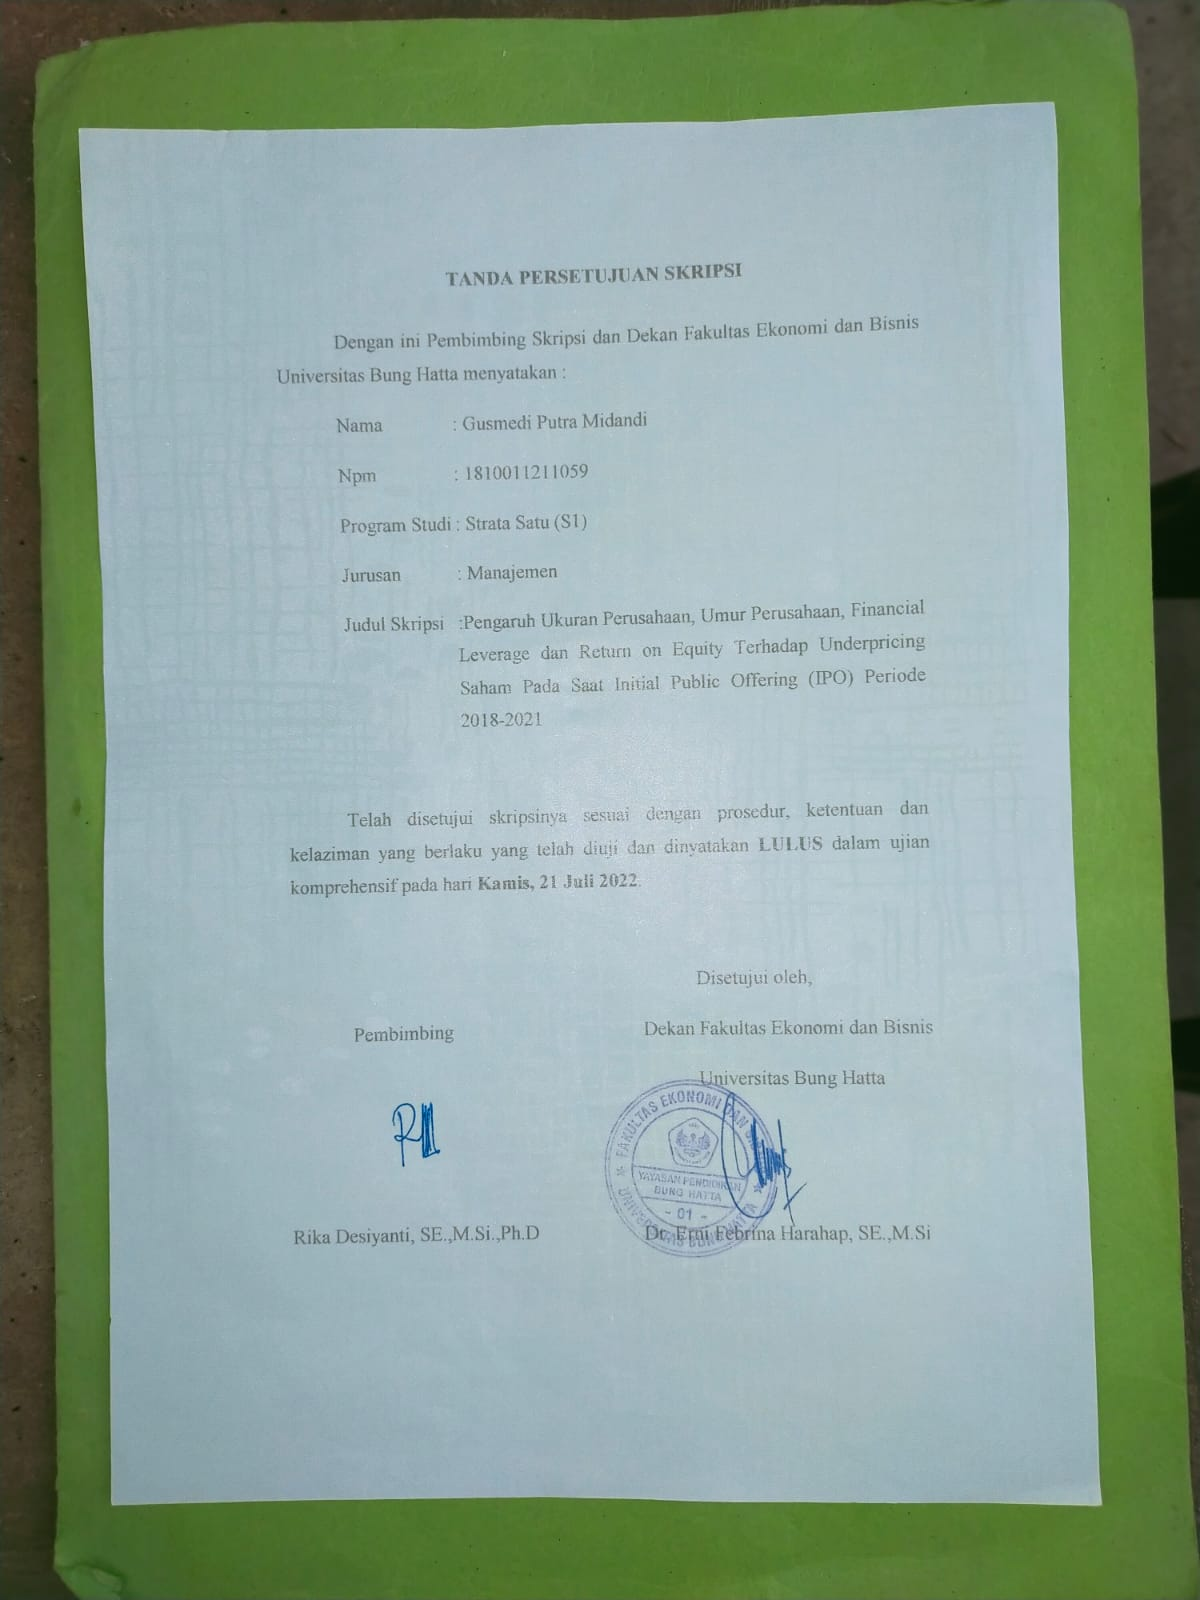 TANDA PERSETUJUAN SKRIPSI
Dengan ini Pembimbing Skripsi dan Dekan Fakultas Ekonomi dan Bisnis
Universitas Bung Hatta menyatakan :
Nama : Gusmedi Putra Midandi
Npm : 1810011211059
Program Studi : Strata Satu (S1)
Jurusan : Manajemen
Judul Skripsi :Pengaruh Ukuran Perusahaan, Umur Perusahaan, Financial
Leverage dan Return on Equity Terhadap Underpricing
Saham Pada Saat Initial Public Offering (IPO) Periode
2018-2021
Telah disetujui skripsinya sesuai dengan prosedur, ketentuan dan
kelaziman yang berlaku yang telah diuji dan dinyatakan LULUS dalam ujian
komprehensif pada hari Kamis, 21 Juli 2022.
Disetujui oleh,
Pembimbing
Dekan Fakultas Ekonomi dan Bisnis
Universitas Bung Hatta
FAKULTAS EKONOMI DAN
YAYASAN PENDIDIKAN
BUNG HATTA
- 01 -
UNIVERSITAS BUNG HATTA
Rika Desiyanti, SE.,M.Si.,Ph.D
Dr. Erni Febrina Harahap, SE.,M.Si